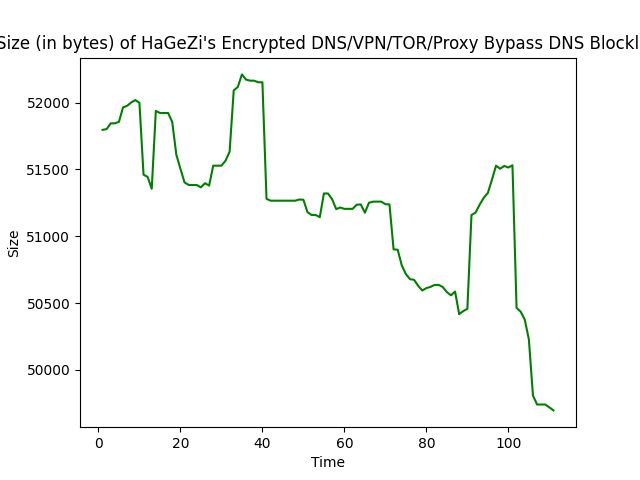 Size (in bytes) of HaGeZi's Encrypted DNS/VPN/TOR/Proxy Bypass DNS Blockl
52000
51500
51000
50500
50000
Size
0 20 40 60 80 100
Time